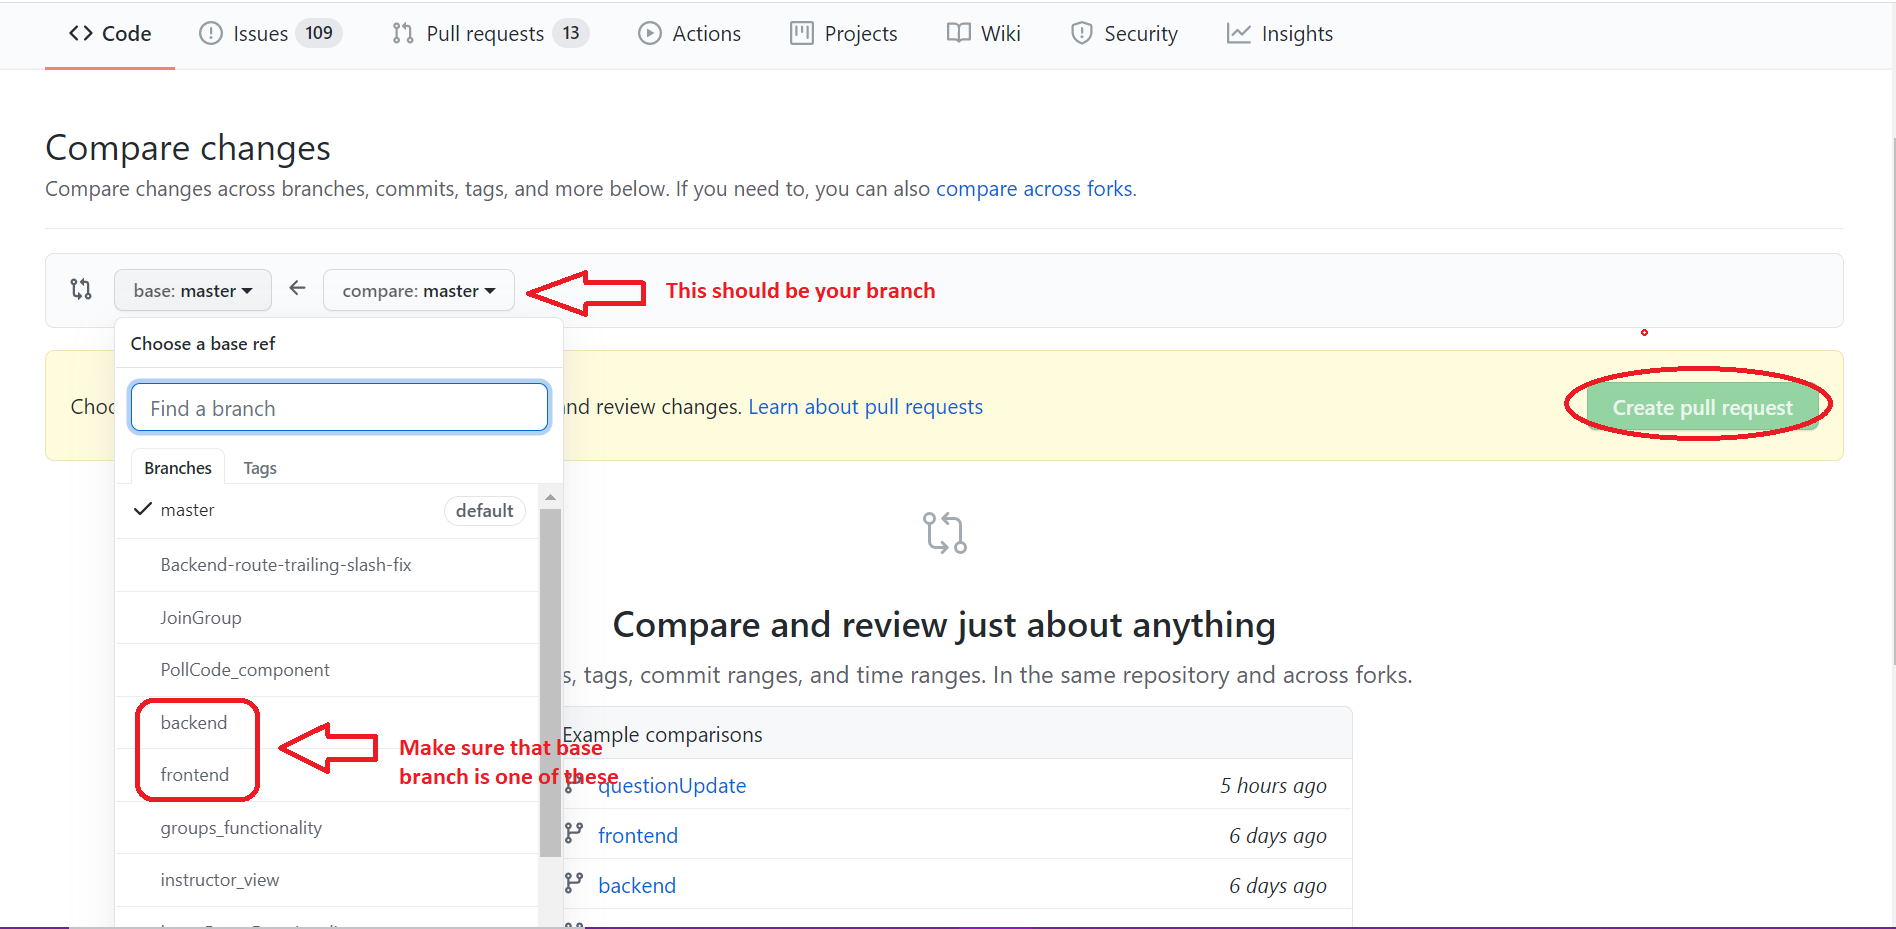 Code Issues 109 Pull requests 13 Actions Projects Wiki Security Insights
Compare changes
Compare changes across branches, commits, tags, and more below. If you need to, you can also compare across forks.
base: master compare: master This should be your branch
Choose a base ref
Find a branch
and review changes. Learn about pull requests
Create pull request
Branches Tags
master default
Backend-route-trailing-slash-fix
JoinGroup
PollCode_component
backend
frontend
groups_functionality
instructor_view
Make sure that base
branch is one of these
Compare and review just about anything
tags, commit ranges, and time ranges. In the same repository and across forks.
Example comparisons
questionUpdate 5 hours ago
frontend 6 days ago
backend 6 days ago